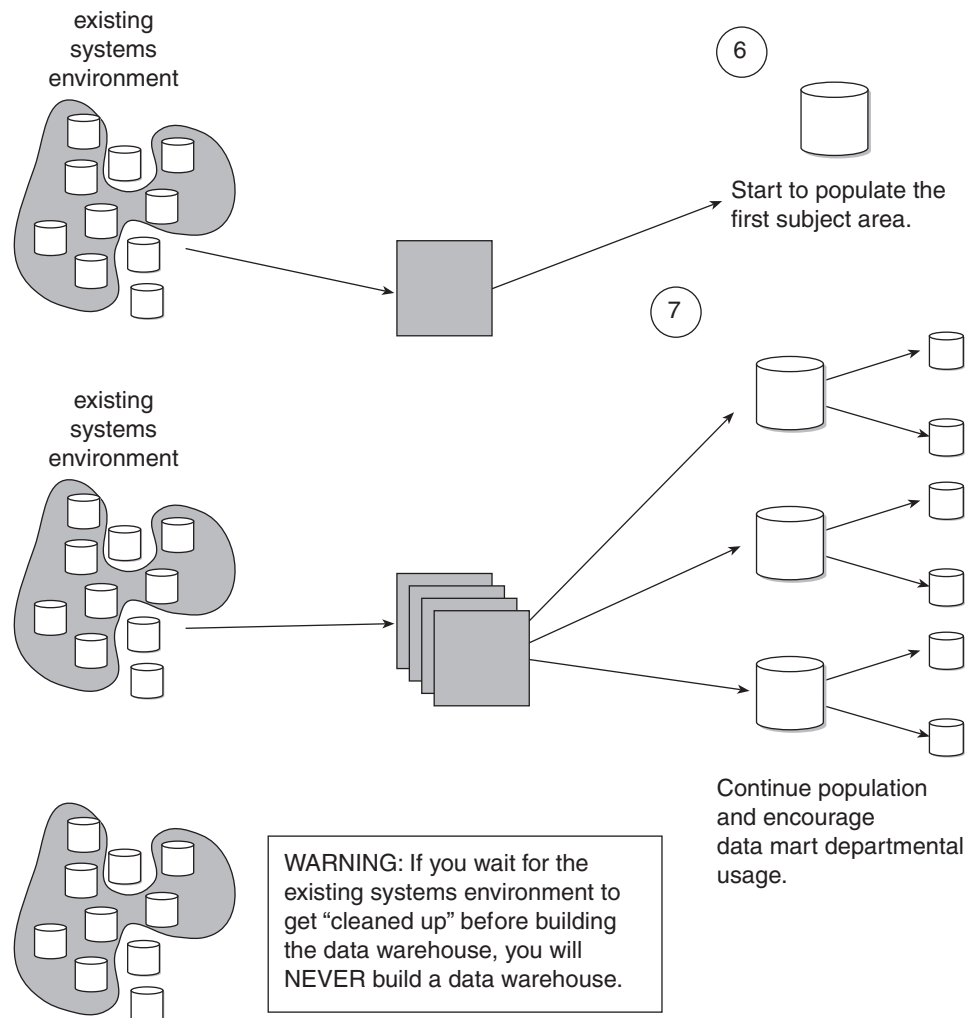 existing
systems
environment
6
Start to populate the
first subject area.
7
existing
systems
environment
Continue population
and encourage
data mart departmental
usage.
WARNING: If you wait for the
existing systems environment to
get “cleaned up” before building
the data warehouse, you will
NEVER build a data warehouse.